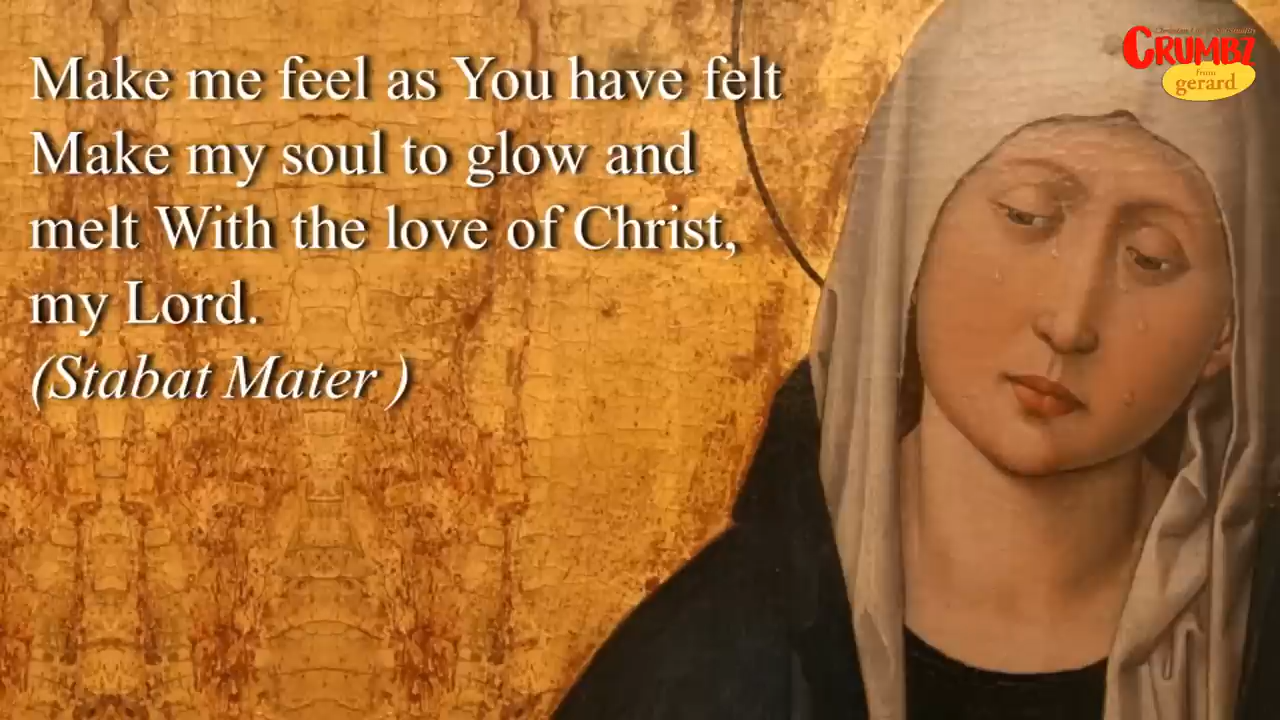 Make me feel as You have felt
Make my soul to glow and
melt With the love of Christ,
my Lord.
(Stabat Mater )
CRUMBZ
from
gerard